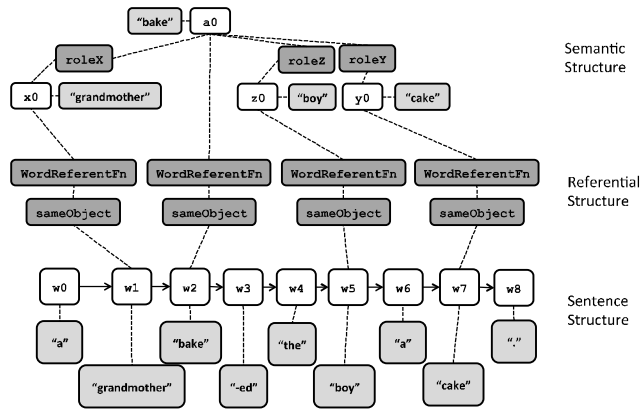 “bake” a0
roleX roleZ roleY
Semantic
Structure
x0 “grandmother” z0 “boy” y0 “cake”
WordReferentFn WordReferentFn WordReferentFn WordReferentFn
Referential
Structure
sameObject sameObject sameObject sameObject
w0 w1 w2 w3 w4 w5 w6 w7 w8
Sentence
Structure
“a” “bake” “the” “a” “.”
“grandmother” “-ed” “boy” “cake”